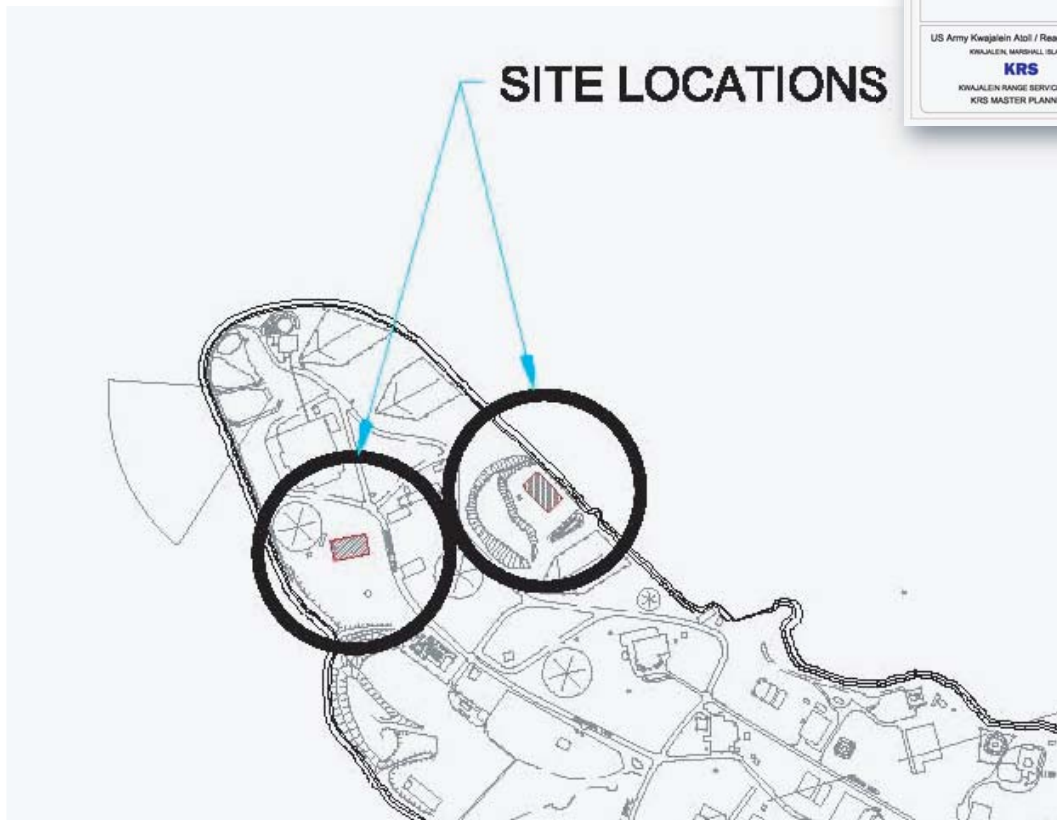 US Army Kwajalein Atoll / Rea
KWAJALEIN, MARSHALL ISLA
KRS
KWAJALEIN RANGE SERVIC
KRS MASTER PLANN
SITE LOCATIONS